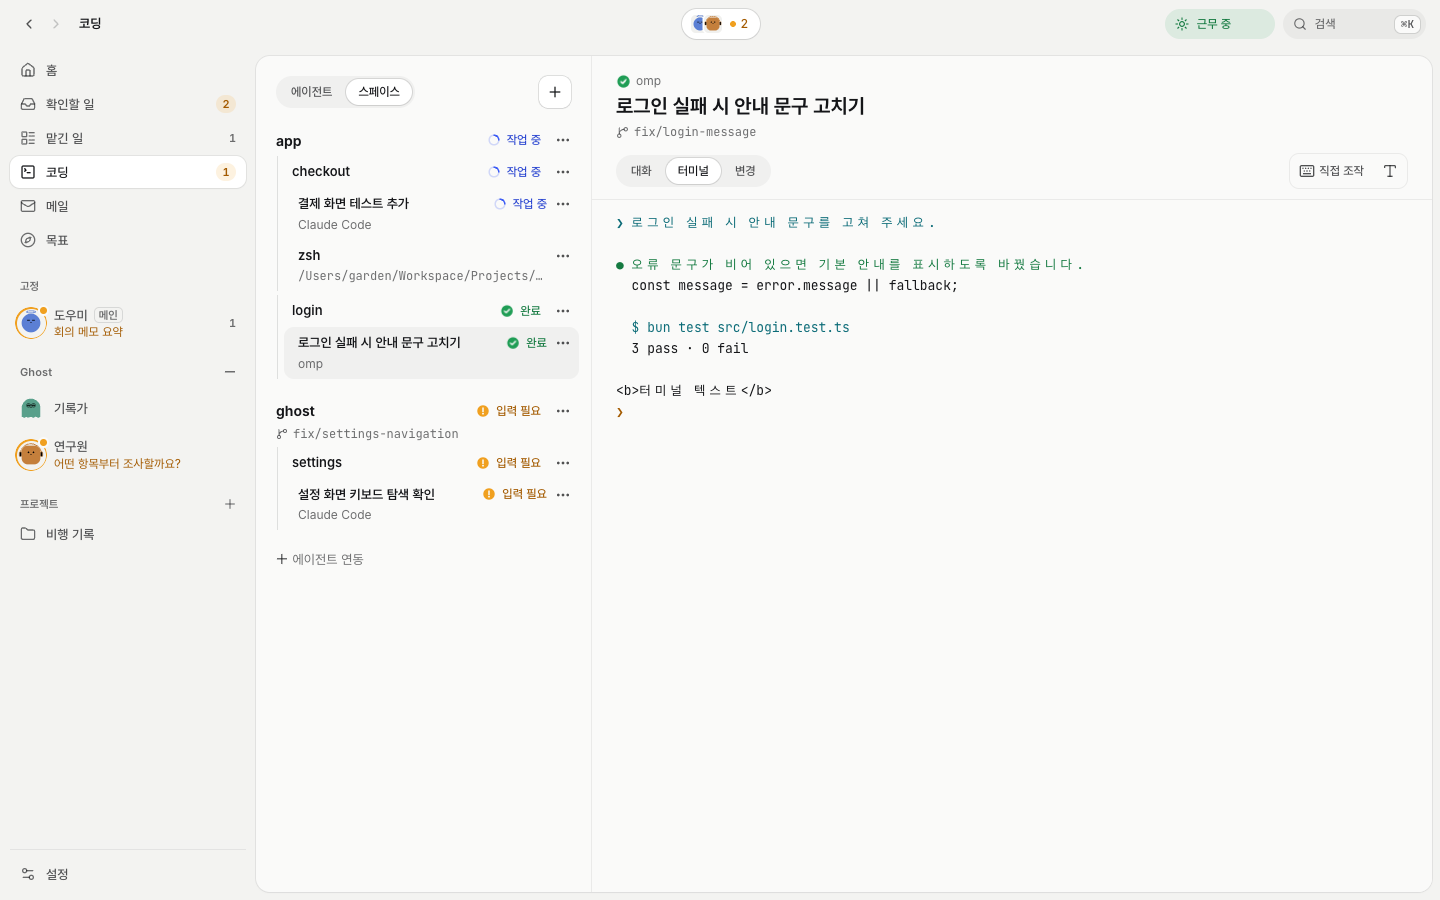 코딩
2
근무 중
검색
⌘K
홈
확인할 일
2
맡긴 일
1
코딩
1
메일
목표
고정
도우미
메인
회의 메모 요약
1
Ghost
기록가
연구원
어떤 항목부터 조사할까요?
프로젝트
비행 기록
설정
에이전트
스페이스
app
작업 중
checkout
작업 중
결제 화면 테스트 추가
작업 중
Claude Code
zsh
/Users/garden/Workspace/Projects/…
login
완료
로그인 실패 시 안내 문구 고치기
완료
omp
ghost
입력 필요
fix/settings-navigation
settings
입력 필요
설정 화면 키보드 탐색 확인
입력 필요
Claude Code
에이전트 연동
omp
로그인 실패 시 안내 문구 고치기
fix/login-message
대화
터미널
변경
직접 조작
❯ 로그인 실패 시 안내 문구를 고쳐 주세요.
● 오류 문구가 비어 있으면 기본 안내를 표시하도록 바꿨습니다.
const message = error.message || fallback;
$ bun test src/login.test.ts
3 pass · 0 fail
<b>터미널 텍스트</b>
❯